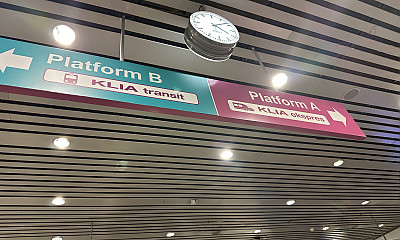 Platform B
KLIA transit
Platform A
KLIA ekspres